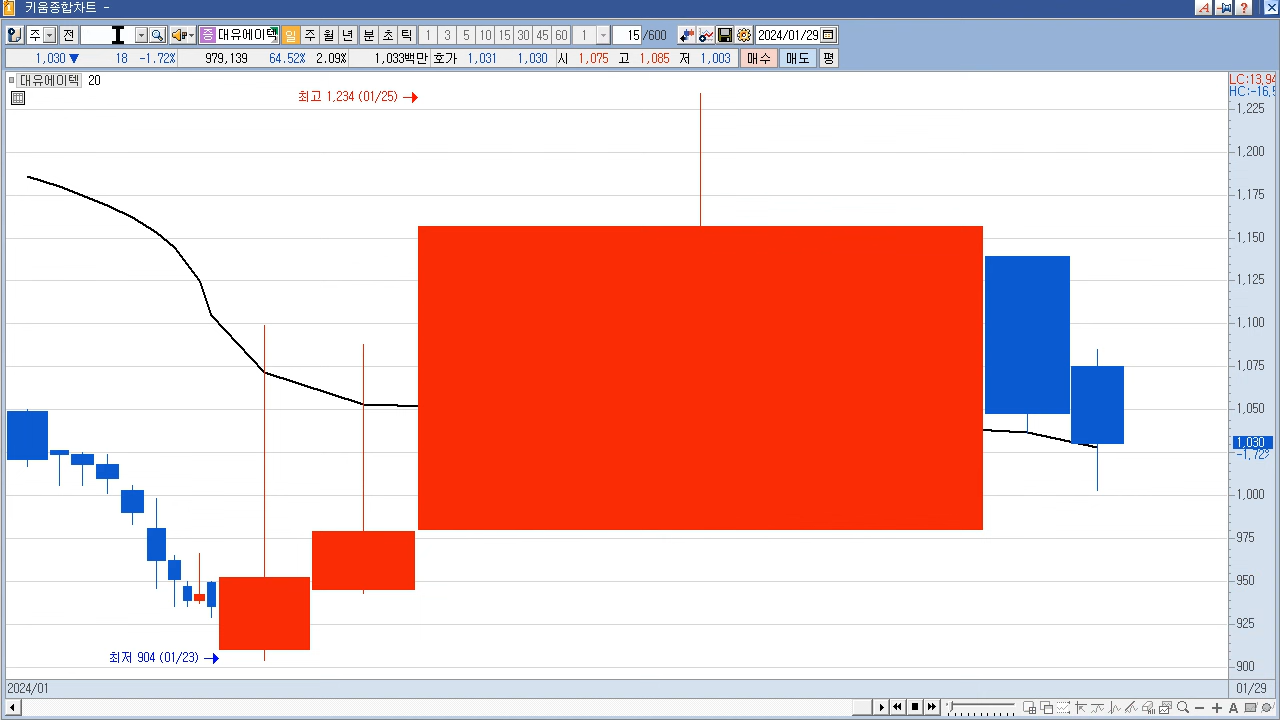 키움종합차트 -
주 전 증 대유에이텍 일 주 월 년 분 초 틱 1 3 5 10 15 30 45 60 1 15 /600 2024/01/29
1,030 ▼ 18 -1.72% 979,139 64.52% 2.09% 1,033백만 호가 1,031 1,030 시 1,075 고 1,085 저 1,003 매수 매도 평
대유에이텍 20
LC:13.94
HC:-16.5
최고 1,234 (01/25) →
1,225
1,200
1,175
1,150
1,125
1,100
1,075
1,050
1,030
-1.72%
1,000
975
950
925
최저 904 (01/23) →
900
2024/01 01/29